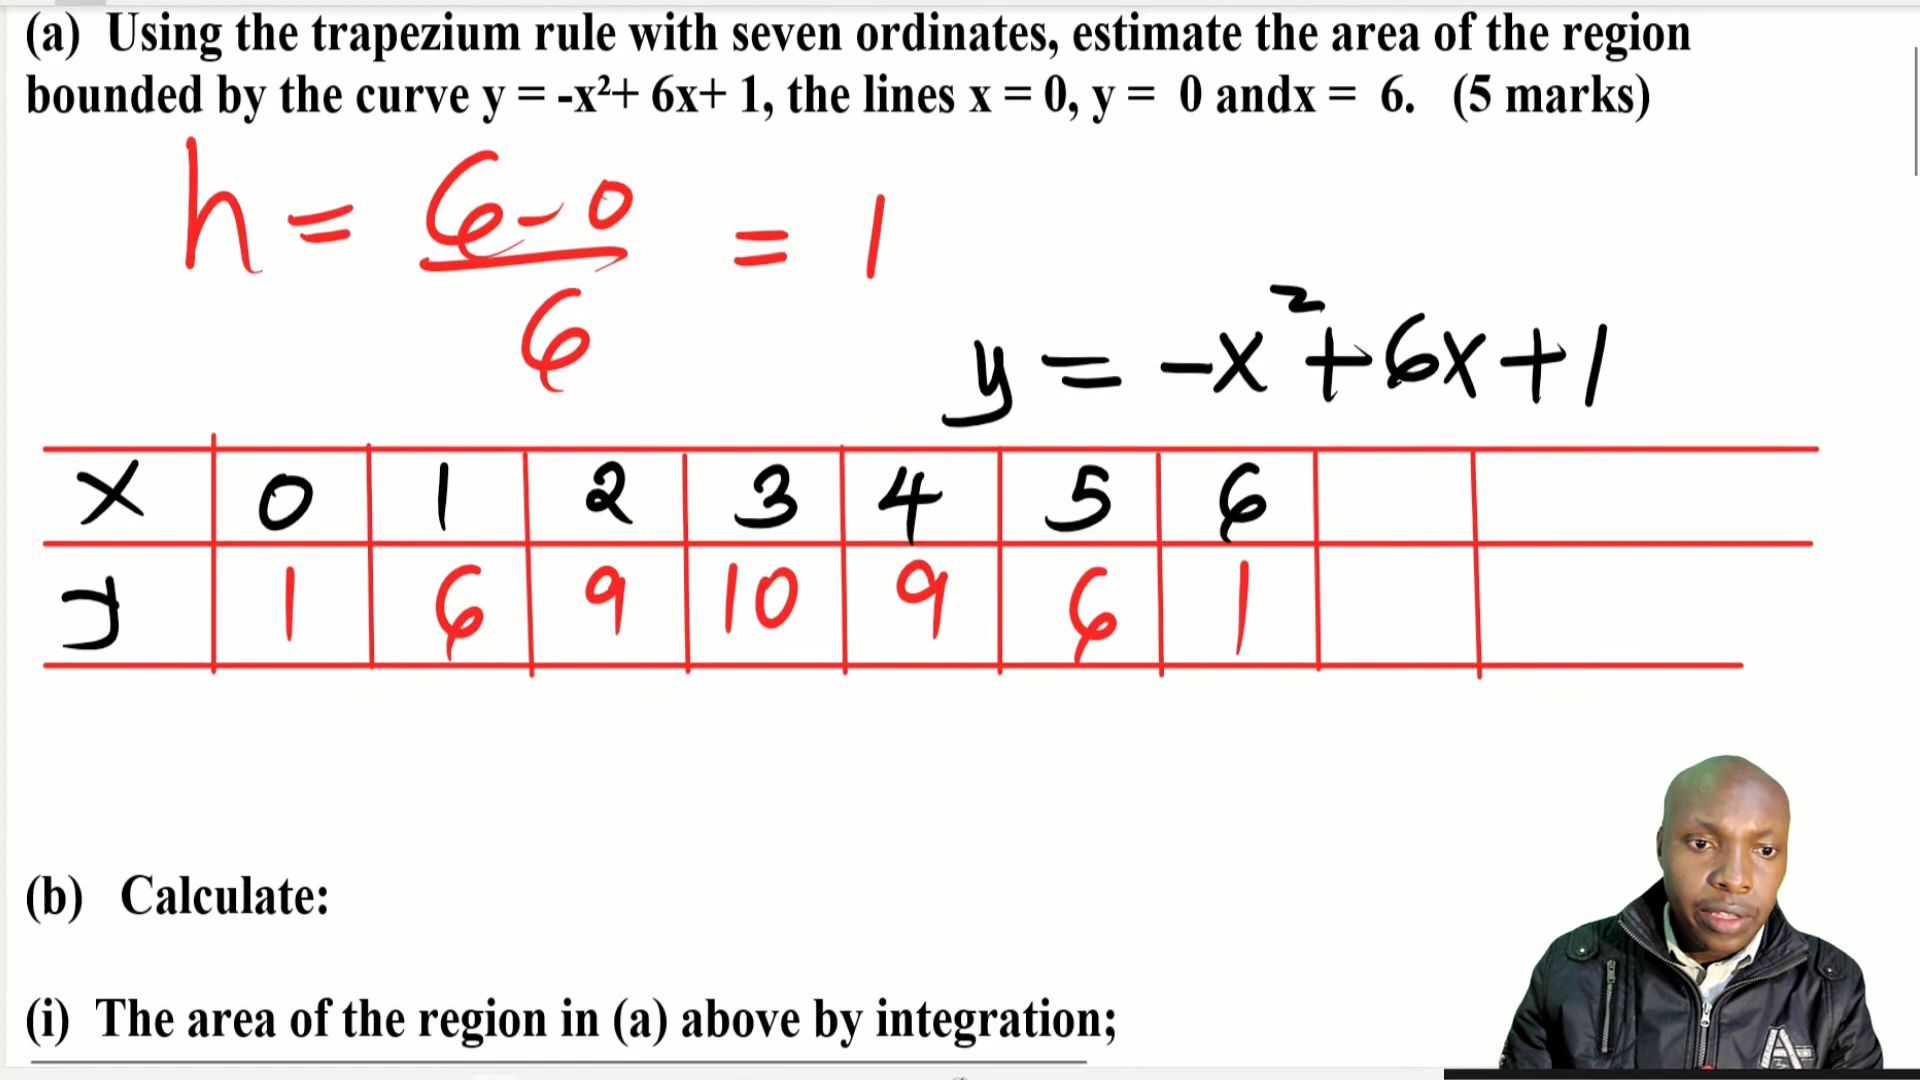 (a) Using the trapezium rule with seven ordinates, estimate the area of the region
bounded by the curve y = -x²+ 6x+ 1, the lines x = 0, y = 0 andx = 6. (5 marks)
h = 6-0/6 = 1
y = -x²+6x+1
x 0 1 2 3 4 5 6
y 1 6 9 10 9 6 1
(b) Calculate:
(i) The area of the region in (a) above by integration;
A